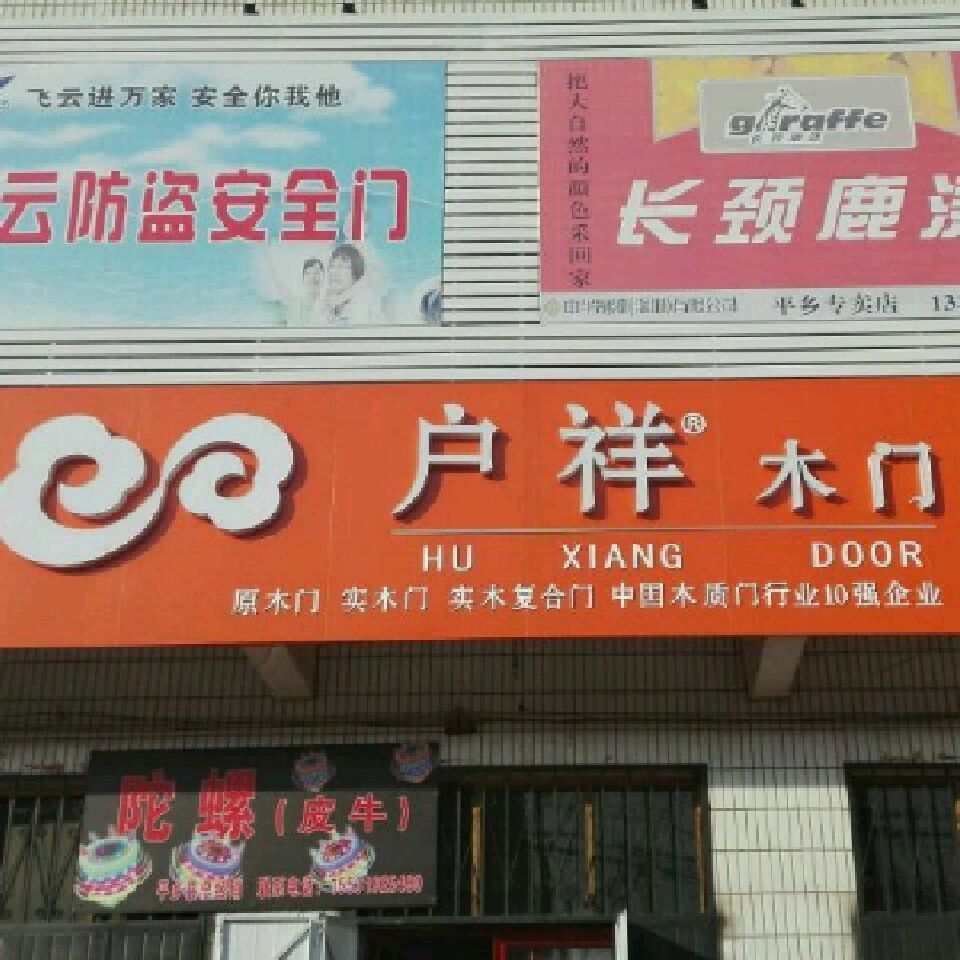 飞云进万家 安全你我他
云防盗安全门
把大自然的颜色采回家
giraffe
长颈鹿漆
平乡专卖店 13
户祥® 木门
HU XIANG DOOR
原木门 实木门 实木复合门 中国木质门行业10强企业
陀螺(皮牛)